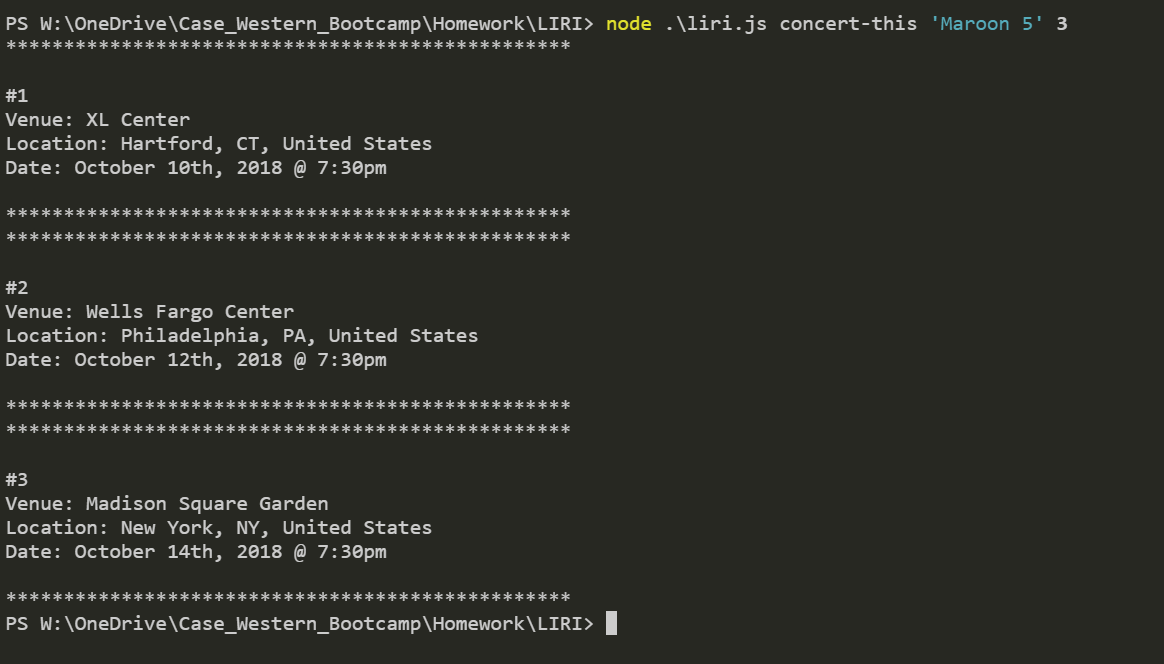 PS W:\OneDrive\Case_Western_Bootcamp\Homework\LIRI> node .\liri.js concert-this 'Maroon 5' 3
*************************************************
#1
Venue: XL Center
Location: Hartford, CT, United States
Date: October 10th, 2018 @ 7:30pm
*************************************************
*************************************************
#2
Venue: Wells Fargo Center
Location: Philadelphia, PA, United States
Date: October 12th, 2018 @ 7:30pm
*************************************************
*************************************************
#3
Venue: Madison Square Garden
Location: New York, NY, United States
Date: October 14th, 2018 @ 7:30pm
*************************************************
PS W:\OneDrive\Case_Western_Bootcamp\Homework\LIRI>